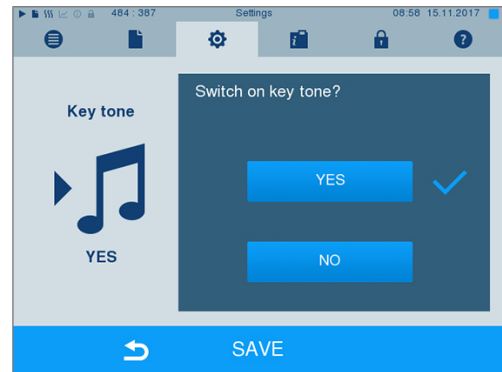 484 : 387 Settings 08:58 15.11.2017
i
?
Key tone
Switch on key tone?
YES
YES
NO
SAVE